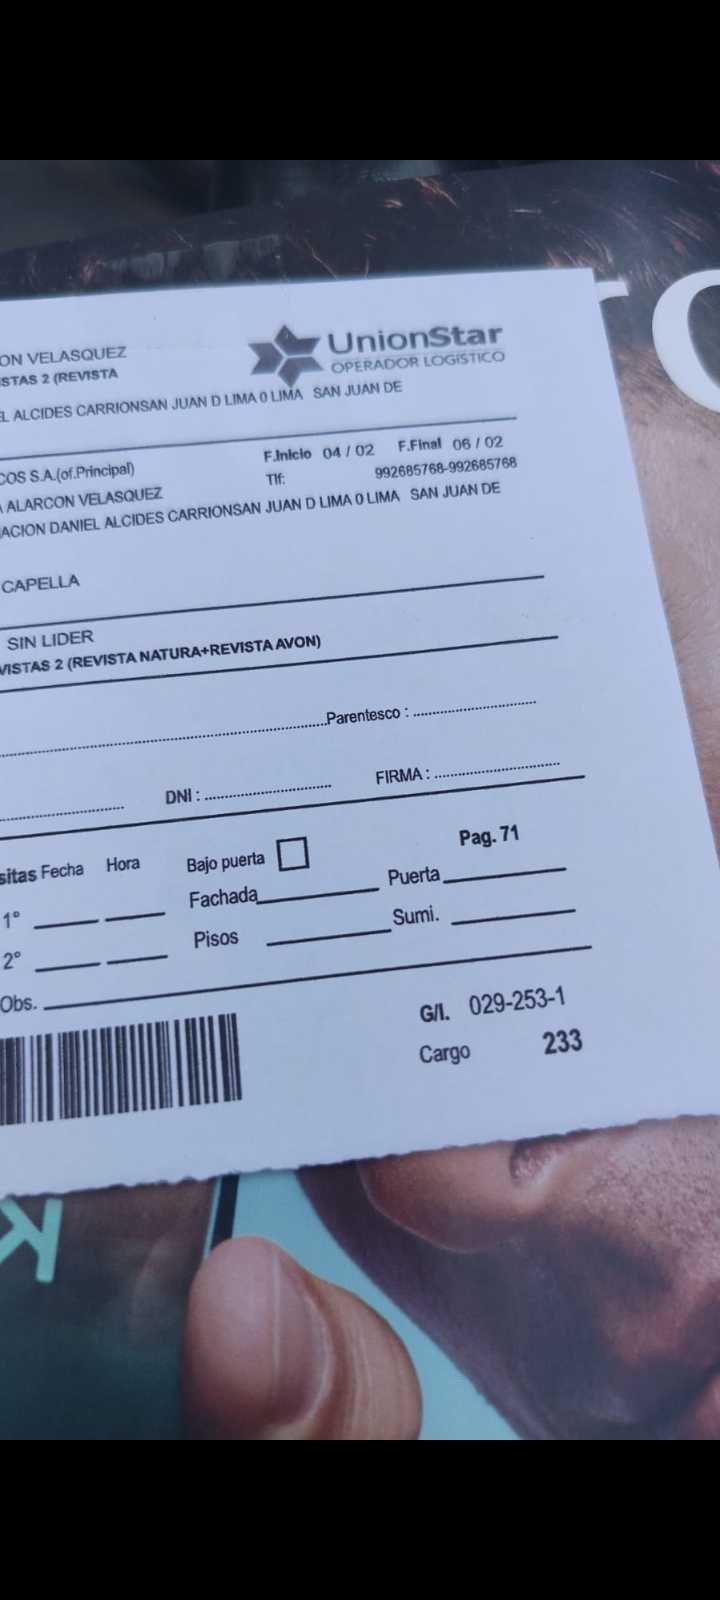 UnionStar
OPERADOR LOGÍSTICO
ON VELASQUEZ
STAS 2 (REVISTA
EL ALCIDES CARRIONSAN JUAN D LIMA 0 LIMA SAN JUAN DE
COS S.A.(of.Principal)
F.Inicio 04 / 02 F.Final 06 / 02
A ALARCON VELASQUEZ
Tlf: 992685768-992685768
ACION DANIEL ALCIDES CARRIONSAN JUAN D LIMA 0 LIMA SAN JUAN DE
CAPELLA
SIN LIDER
VISTAS 2 (REVISTA NATURA+REVISTA AVON)
Parentesco :
DNI : FIRMA :
sitas Fecha Hora Bajo puerta Pag. 71
1° Fachada Puerta
2° Pisos Sumi.
Obs.
G/I. 029-253-1
Cargo 233
K